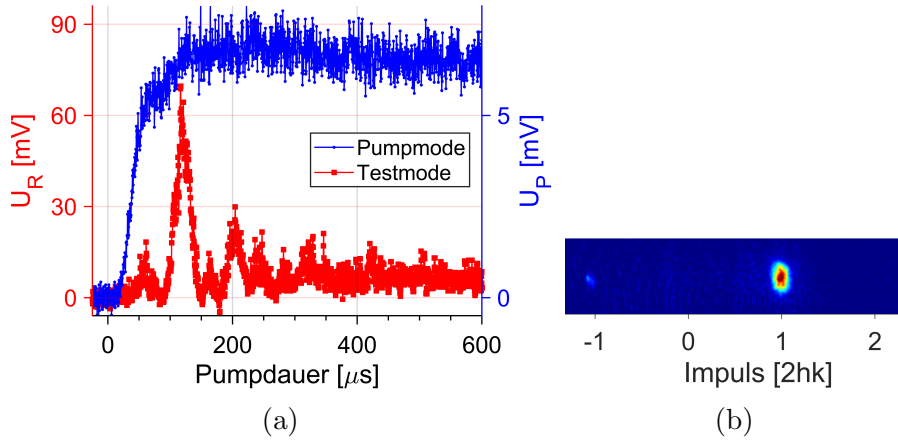 90
60
30
0
U_R [mV]
5
0
U_P [mV]
Pumpmode
Testmode
0 200 400 600
Pumpdauer [μs]
(a)
-1 0 1 2
Impuls [2hk]
(b)